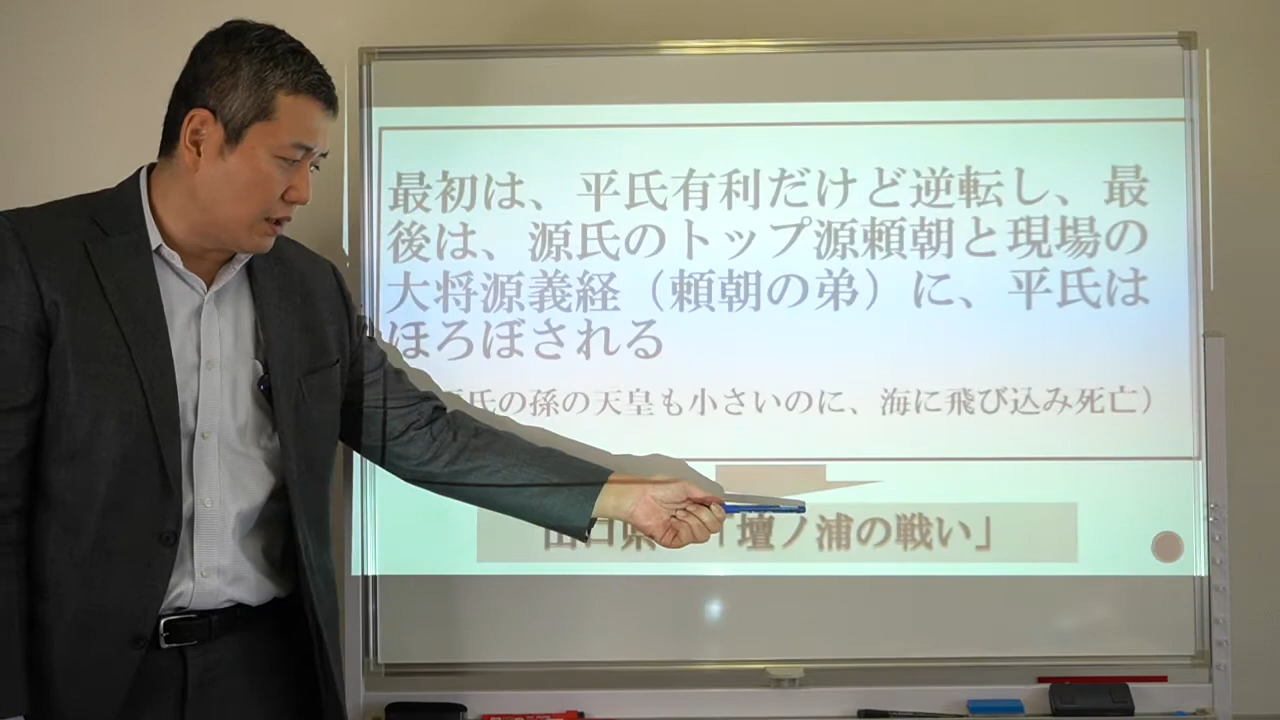 最初は、平氏有利だけど逆転し、最
後は、源氏のトップ源頼朝と現場の
大将源義経（頼朝の弟）に、平氏は
ほろぼされる
氏の孫の天皇も小さいのに、海に飛び込み死亡）
山口県「壇ノ浦の戦い」